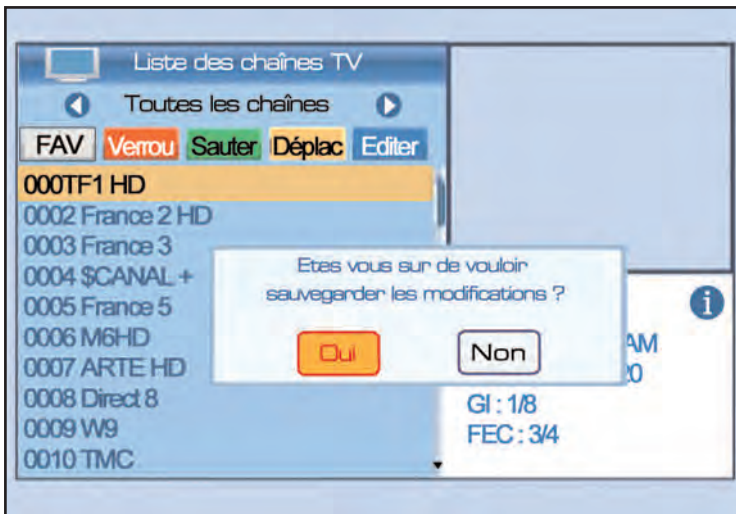 Liste des chaînes TV
Toutes les chaînes
FAV Verrou Sauter Déplac Editer
000TF1 HD
0002 France 2 HD
0003 France 3
0004 $CANAL +
0005 France 5
0006 M6HD
0007 ARTE HD
0008 Direct 8
0009 W9
0010 TMC
Etes vous sur de vouloir
sauvegarder les modifications ?
Oui Non
i
AM
20
GI : 1/8
FEC : 3/4